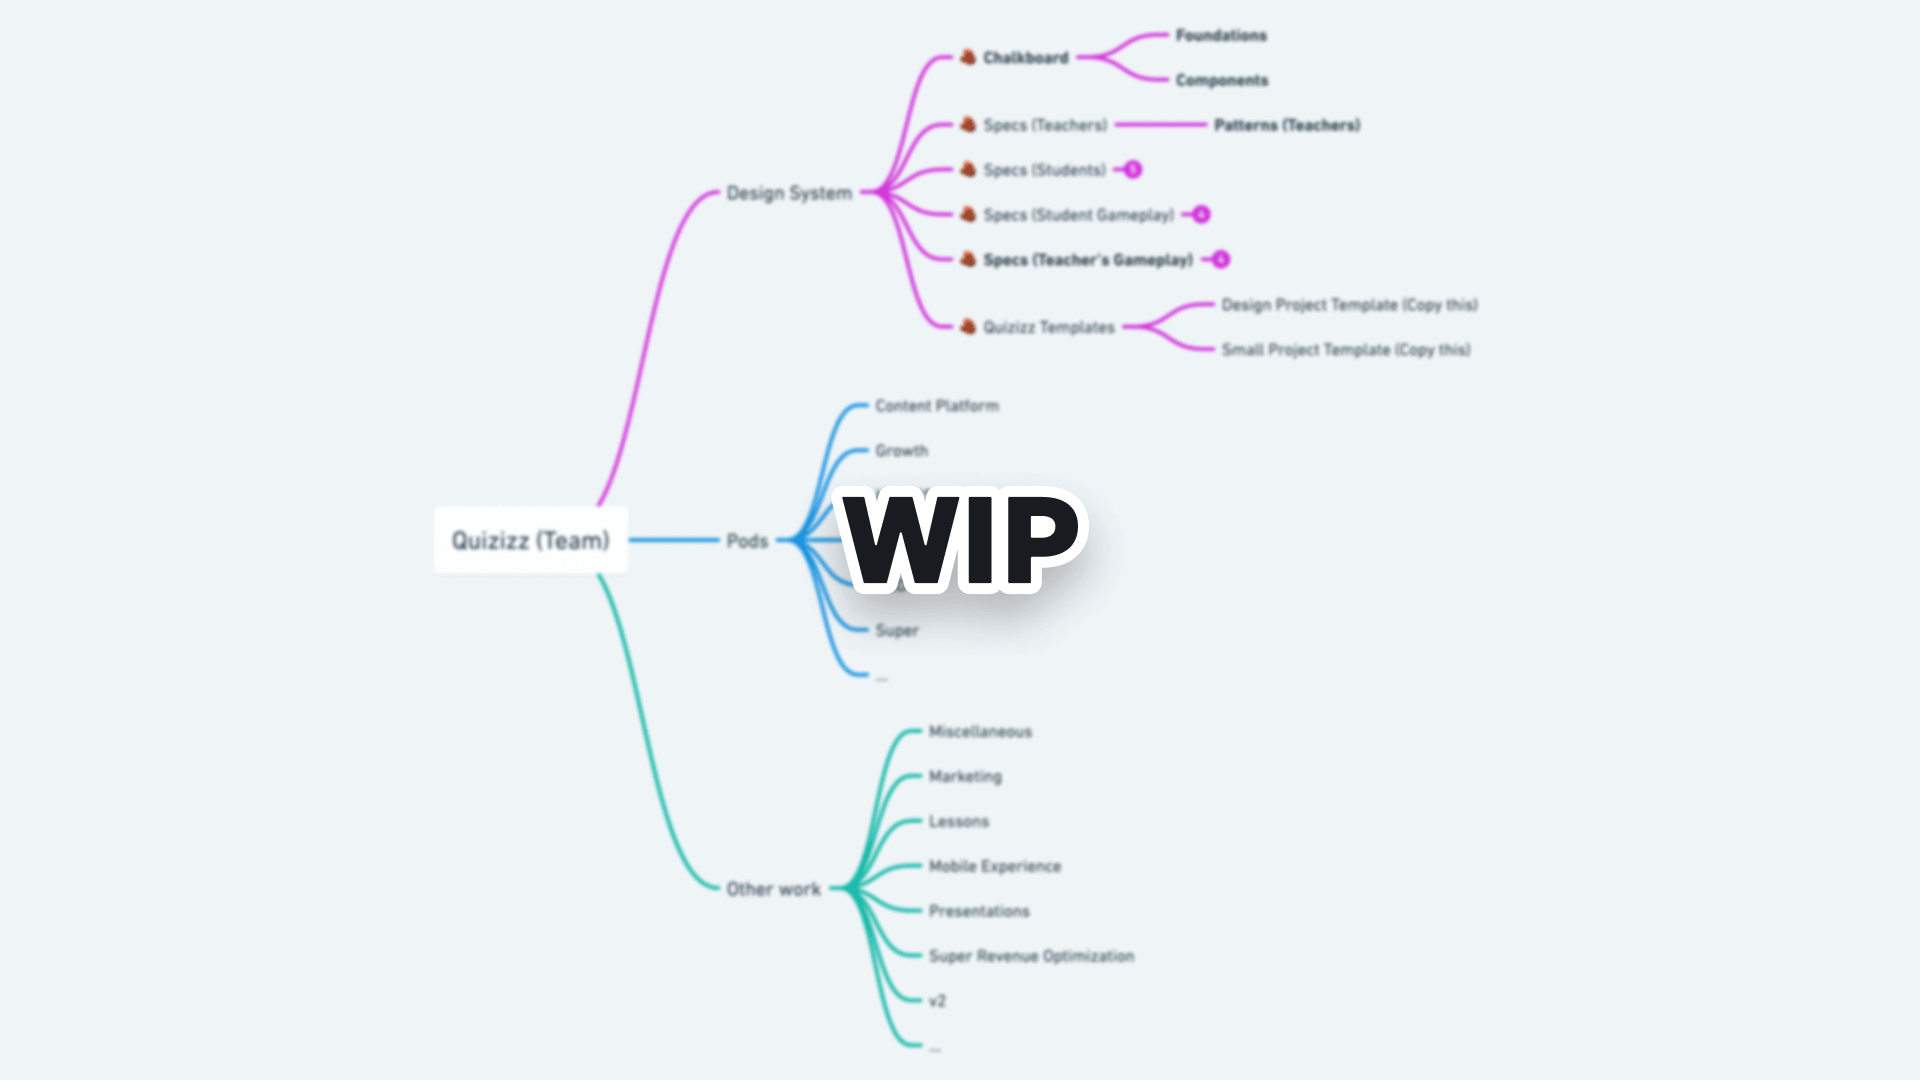 Foundations
Chalkboard
Components
Specs (Teachers)
Patterns (Teachers)
Specs (Students)
Design System
Specs (Student Gameplay)
Specs (Teacher's Gameplay)
Design Project Template (Copy this)
Quizizz Templates
Small Project Template (Copy this)
Content Platform
Growth
WIP
Quizizz (Team)
Pods
Super
...
Miscellaneous
Marketing
Lessons
Mobile Experience
Other work
Presentations
Super Revenue Optimization
v2
...